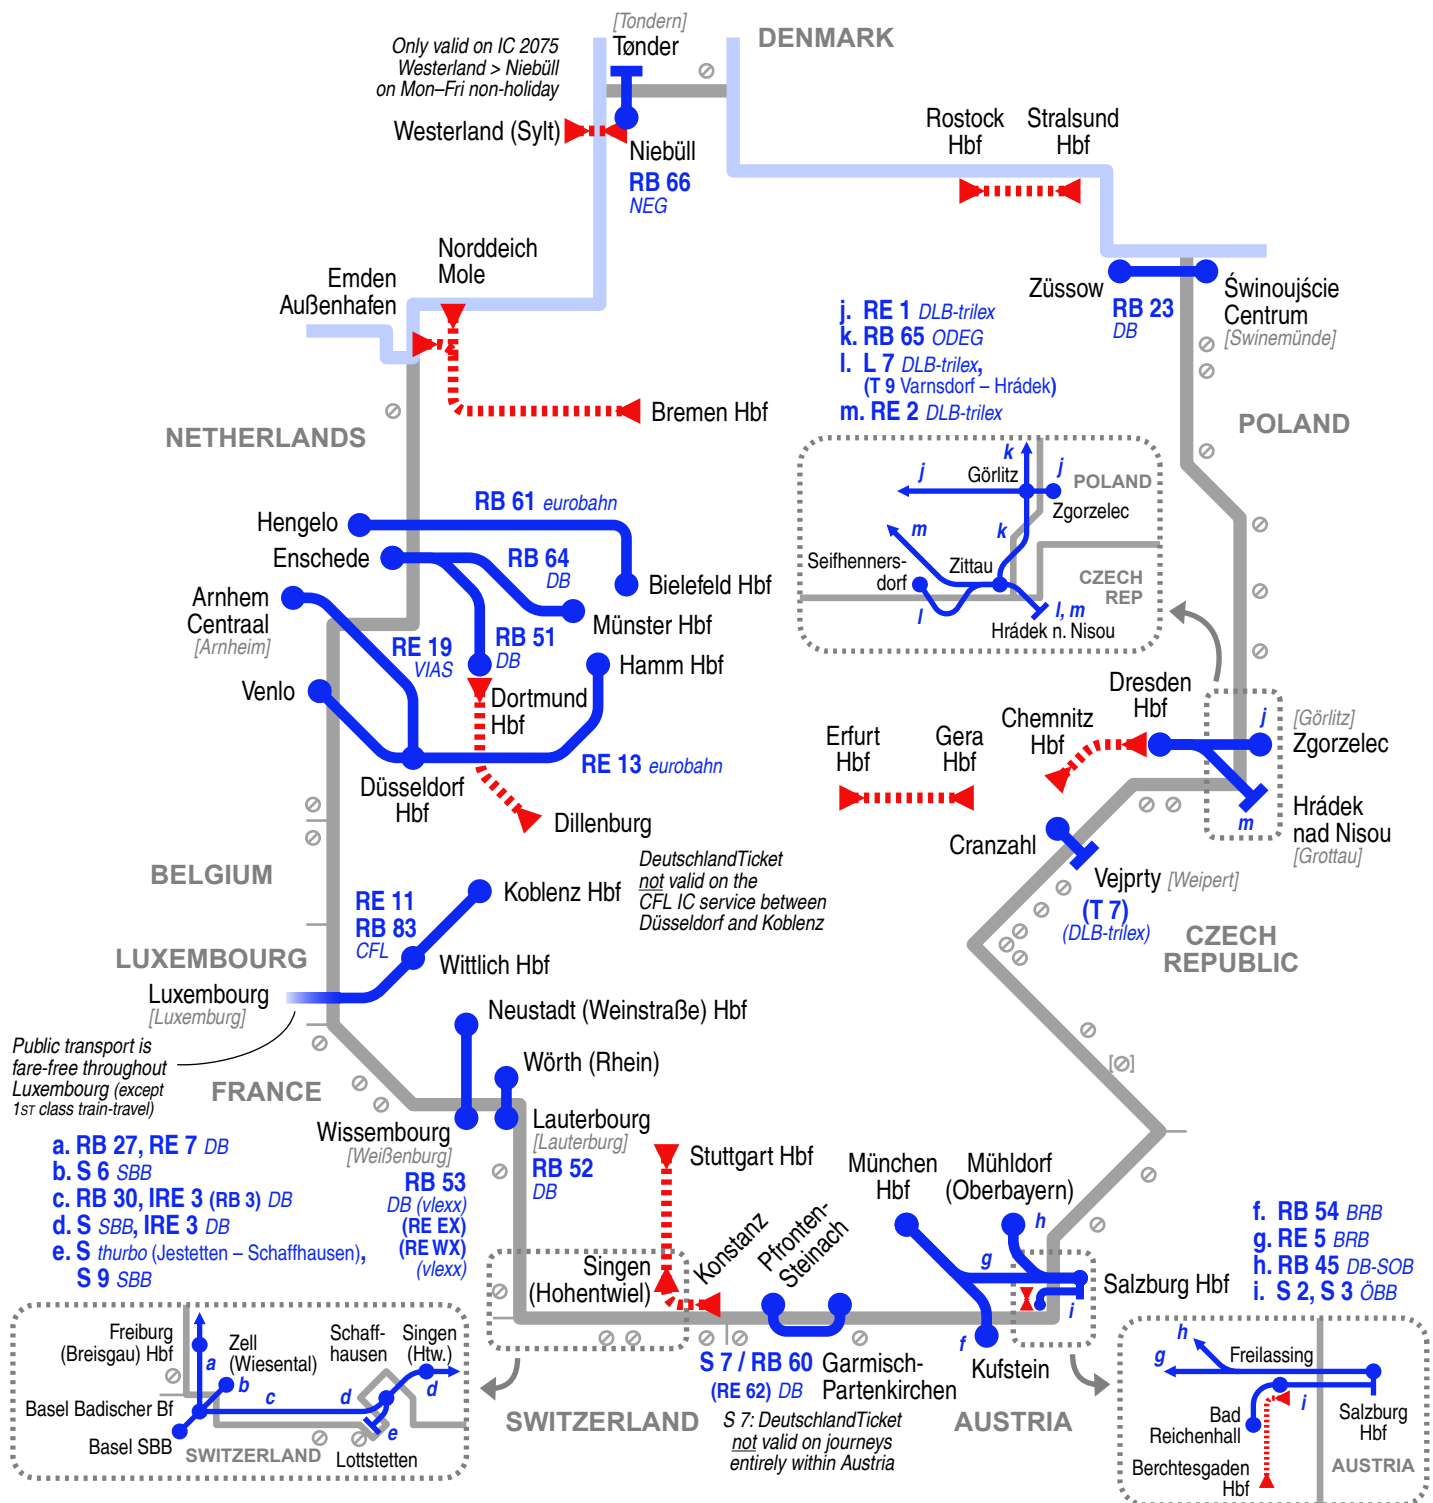 [Tondern]
Tønder
DENMARK
Only valid on IC 2075
Westerland > Niebüll
on Mon–Fri non-holiday
Westerland (Sylt)
Niebüll
RB 66
NEG
Rostock
Hbf
Stralsund
Hbf
Norddeich
Mole
Emden
Außenhafen
Züssow
RB 23
DB
Świnoujście
Centrum
[Swinemünde]
j. RE 1 DLB-trilex
k. RB 65 ODEG
l. L 7 DLB-trilex,
(T 9 Varnsdorf – Hrádek)
m. RE 2 DLB-trilex
Bremen Hbf
NETHERLANDS
POLAND
k
j
Görlitz
j
POLAND
Zgorzelec
m
k
Seifhenners-
dorf
Zittau
CZECH
REP
l
l, m
Hrádek n. Nisou
RB 61 eurobahn
Hengelo
Enschede
RB 64
DB
Bielefeld Hbf
Arnhem
Centraal
[Arnheim]
Münster Hbf
RE 19
VIAS
RB 51
DB
Hamm Hbf
Venlo
Dortmund
Hbf
RE 13 eurobahn
Düsseldorf
Hbf
Dillenburg
Dresden
Hbf
Chemnitz
Hbf
Erfurt
Hbf
Gera
Hbf
j
[Görlitz]
Zgorzelec
Hrádek
nad Nisou
[Grottau]
m
Cranzahl
Vejprty [Weipert]
(T 7)
(DLB-trilex)
CZECH
REPUBLIC
BELGIUM
DeutschlandTicket
not valid on the
CFL IC service between
Düsseldorf and Koblenz
Koblenz Hbf
RE 11
RB 83
CFL
Wittlich Hbf
LUXEMBOURG
Luxembourg
[Luxemburg]
Public transport is
fare-free throughout
Luxembourg (except
1ST class train-travel)
Neustadt (Weinstraße) Hbf
Wörth (Rhein)
FRANCE
Wissembourg
[Weißenburg]
RB 53
DB (vlexx)
(RE EX)
(RE WX)
(vlexx)
Lauterbourg
[Lauterburg]
RB 52
DB
a. RB 27, RE 7 DB
b. S 6 SBB
c. RB 30, IRE 3 (RB 3) DB
d. S SBB, IRE 3 DB
e. S thurbo (Jestetten – Schaffhausen),
S 9 SBB
Stuttgart Hbf
Singen
(Hohentwiel)
Konstanz
Pfronten-
Steinach
München
Hbf
Mühldorf
(Oberbayern)
h
g
f
i
Salzburg Hbf
Kufstein
f. RB 54 BRB
g. RE 5 BRB
h. RB 45 DB-SOB
i. S 2, S 3 ÖBB
S 7 / RB 60
(RE 62) DB
Garmisch-
Partenkirchen
S 7: DeutschlandTicket
not valid on journeys
entirely within Austria
SWITZERLAND
AUSTRIA
Freiburg
(Breisgau) Hbf
Zell
(Wiesental)
Schaff-
hausen
Singen
(Htw.)
a
b
c
d
d
e
Basel Badischer Bf
Basel SBB
SWITZERLAND
Lottstetten
h
g
Freilassing
i
Bad
Reichenhall
Salzburg
Hbf
Berchtesgaden
Hbf
AUSTRIA